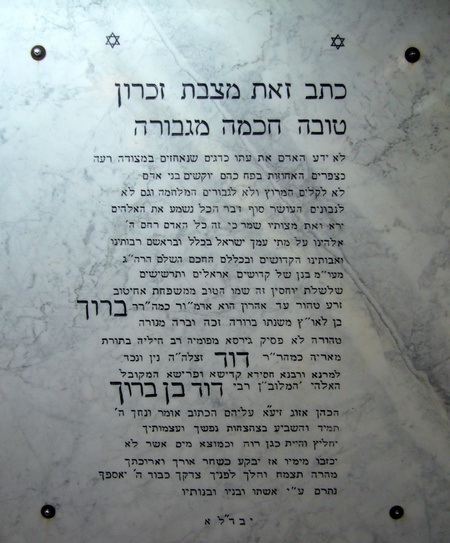 כתב זאת מצבת זכרון
טובה חכמה מגבורה
לא ידע האדם את עתו כדגים שנאחזים במצודה רעה
כצפרים האחוזות בפח כהם יוקשים בני אדם
לא לקלים המרוץ ולא לגבורים המלחמה וגם לא
לנבונים העושר סוף דבר הכל נשמע את האלהים
ירא ואת מצותיו שמר כי זה כל האדם רחם ה'
אלהינו על מתי עמך ישראל בכלל ובראשם רבותינו
ואבותינו הקדושים ובכללם החכם השלם הרה"ג
מעו"מ בנן של קדושים אראלים ותרשישים
שלשלת יוחסין זה שמו הטוב ממשפחת אחיטוב
זרע טהור עד אהרון הוא אדמ"ור כמה"רר ברוך
בן לאו"ץ משנתו ברורה זכה וברה מנורה
טהורה לא פסיק גירסא מפומיה רב חיליה בתורת
מאריה כמהר"ר דוד זצלה"ה נין ונכד
למרנא ורבנא חסידא קדישא ופרישא המקובל
האלהי 'המלוב"ן רבי דוד בן ברוך
הכהן אזוג זיע"א עליהם הכתוב אומר ונחך ה'
תמיד והשביע בצחצחות נפשך ועצמותיך
יחליץ והיית כגן רוה וכמוצא מים אשר לא
יכזבו מימיו אז יבקע כשחר אורך וארוכתך
מהרה תצמח והלך לפניך צדקך כבוד ה' יאספך
נתרם ע"י אשתו ובניו ובנותיו
יבדל"א